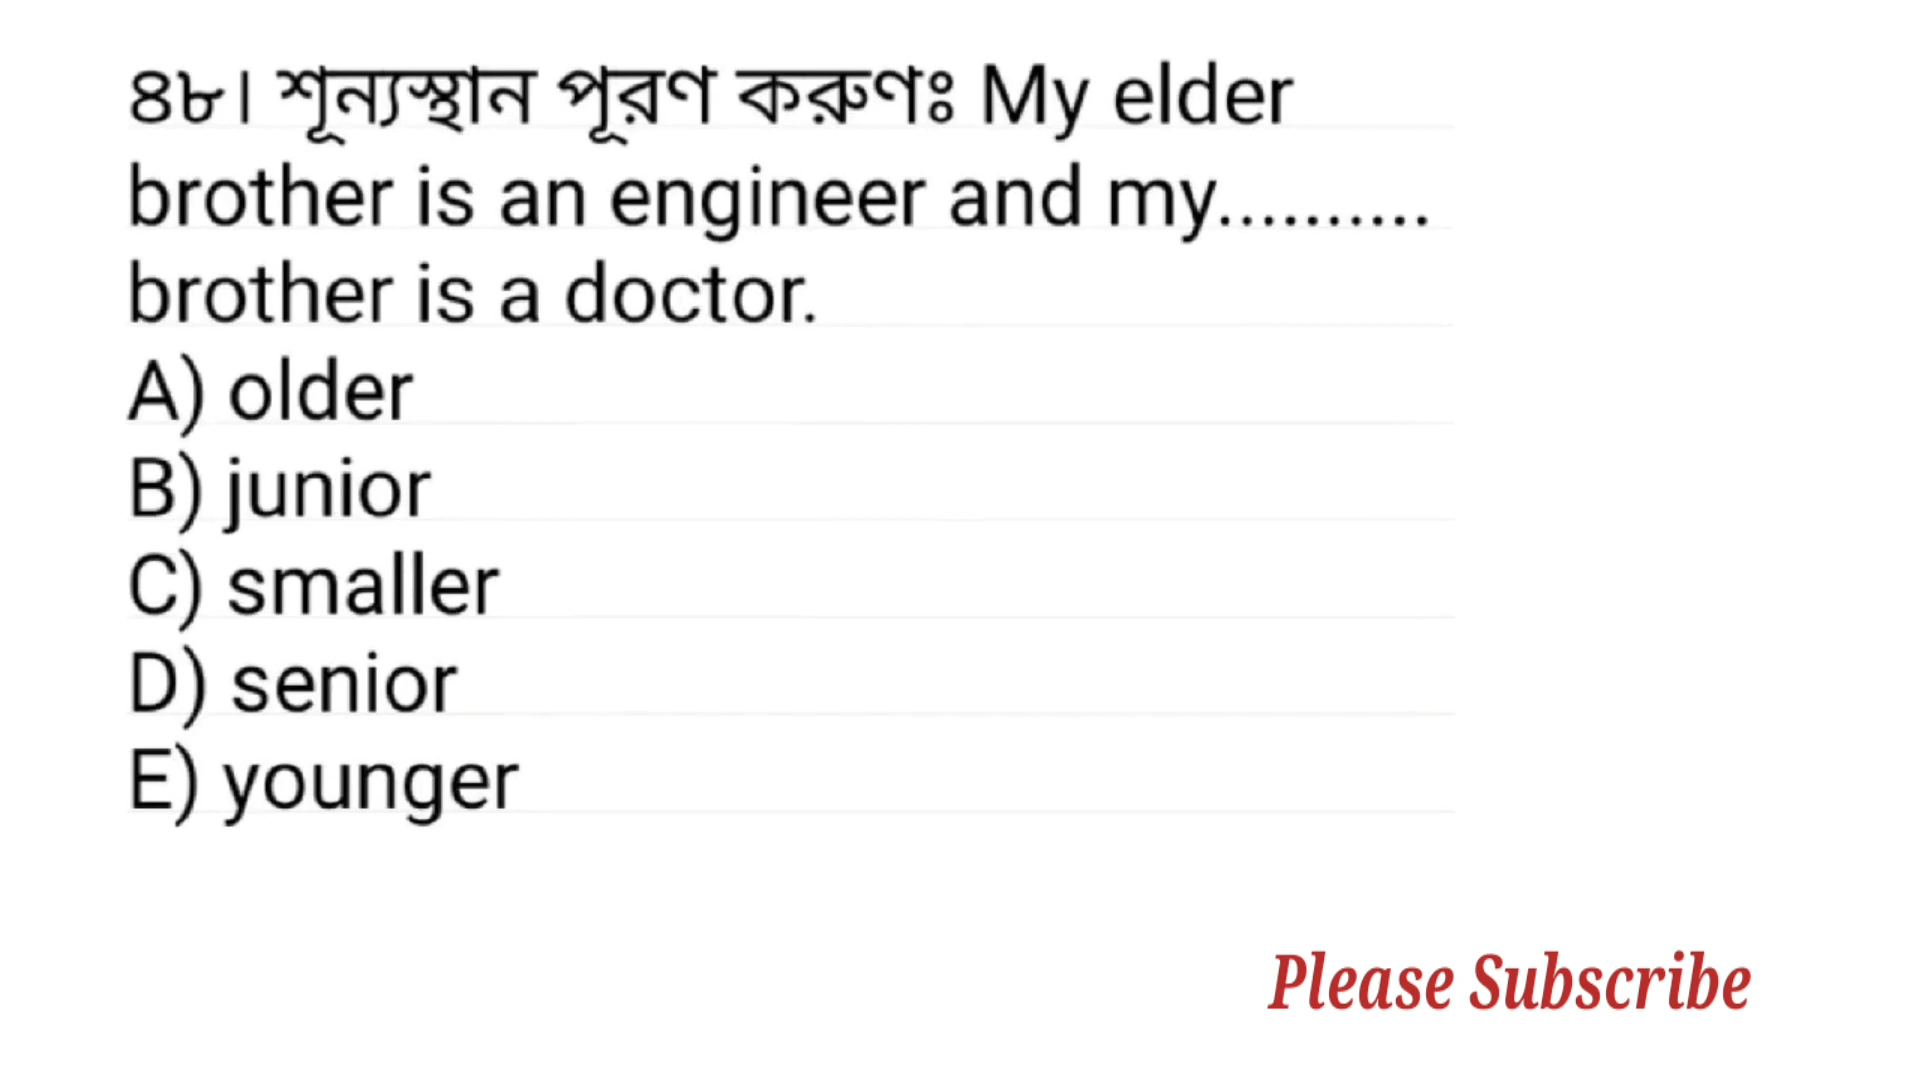 ৪৮। শূন্যস্থান পূরণ করুণঃ My elder
brother is an engineer and my..........
brother is a doctor.
A) older
B) junior
C) smaller
D) senior
E) younger
Please Subscribe